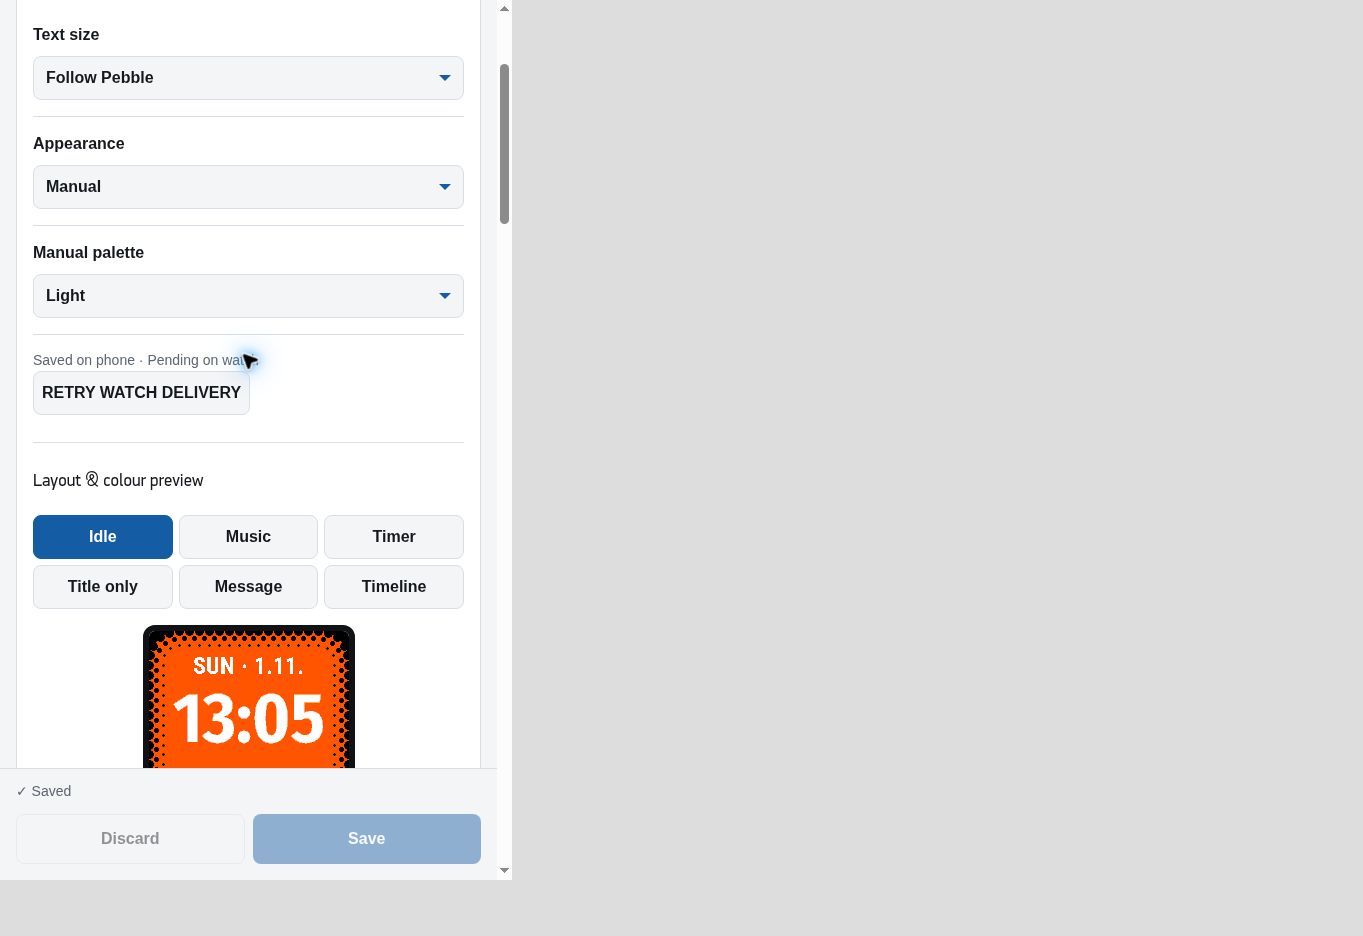 Text size
Follow Pebble
Appearance
Manual
Manual palette
Light
Saved on phone · Pending on
RETRY WATCH DELIVERY
Layout & colour preview
Idle
Music
Timer
Title only
Message
Timeline
SUN · 1.11.
13:05
✓ Saved
Discard
Save